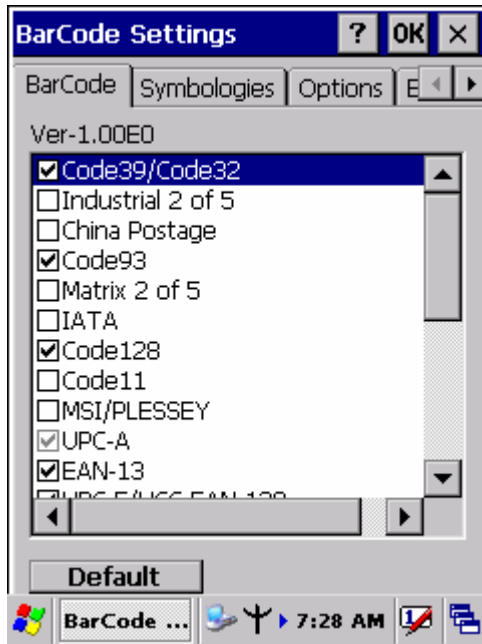 BarCode Settings ? OK ×
BarCode Symbologies Options E
Ver-1.00E0
Code39/Code32
Industrial 2 of 5
China Postage
Code93
Matrix 2 of 5
IATA
Code128
Code11
MSI/PLESSEY
UPC-A
EAN-13
Default
BarCode ... 7:28 AM 1